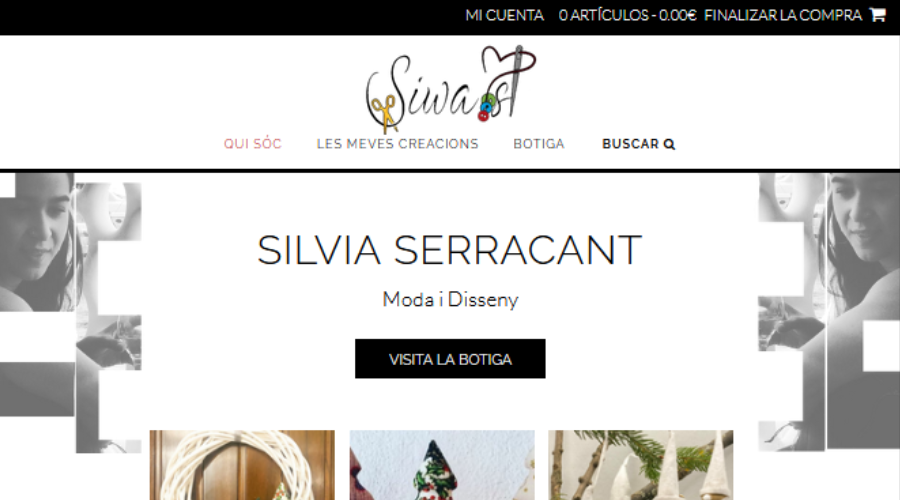 MI CUENTA 0 ARTÍCULOS - 0.00€ FINALIZAR LA COMPRA
Siwa't
QUI SÓC LES MEVES CREACIONS BOTIGA BUSCAR
SILVIA SERRACANT
Moda i Disseny
VISITA LA BOTIGA